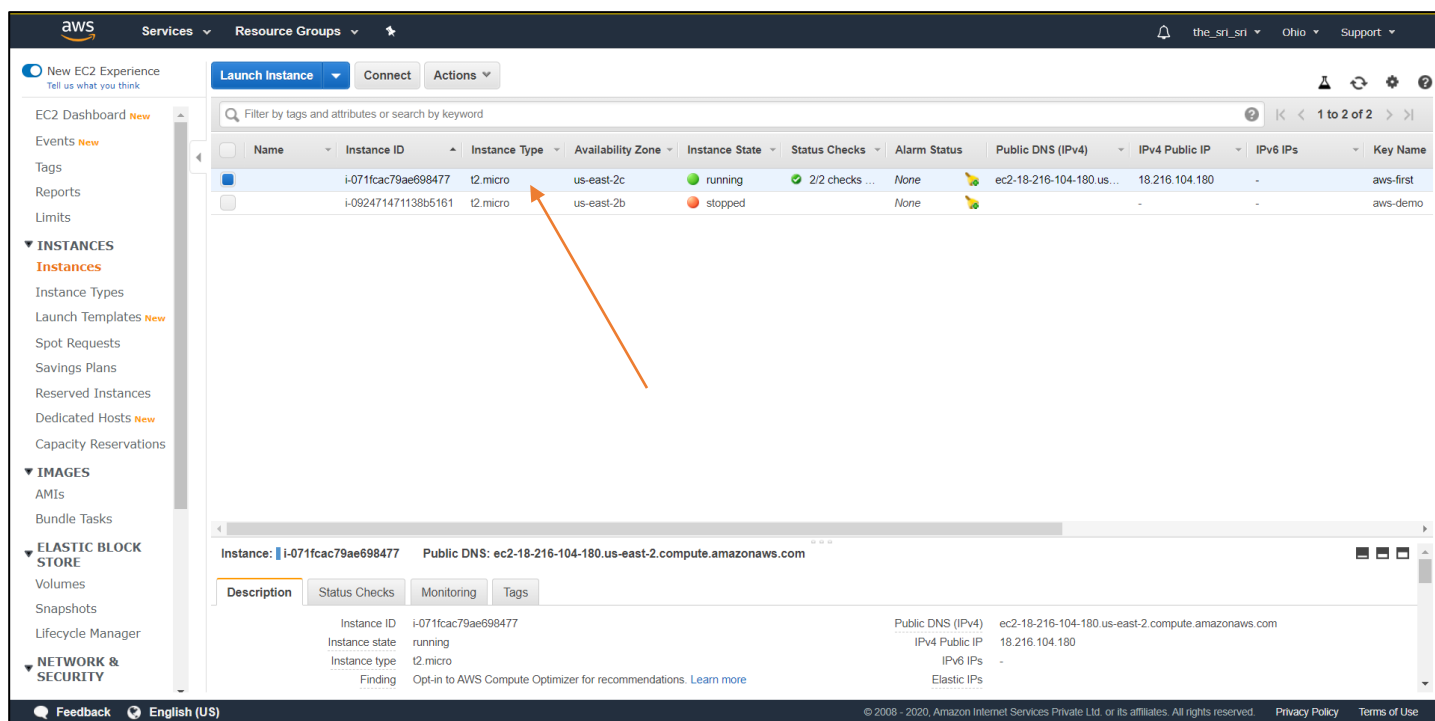 aws Services Resource Groups the_sri_sri Ohio Support
New EC2 Experience
Tell us what you think
EC2 Dashboard New
Events New
Tags
Reports
Limits
INSTANCES
Instances
Instance Types
Launch Templates New
Spot Requests
Savings Plans
Reserved Instances
Dedicated Hosts New
Capacity Reservations
IMAGES
AMIs
Bundle Tasks
ELASTIC BLOCK
STORE
Volumes
Snapshots
Lifecycle Manager
NETWORK &
SECURITY
Launch Instance Connect Actions
Filter by tags and attributes or search by keyword 1 to 2 of 2
Name Instance ID Instance Type Availability Zone Instance State Status Checks Alarm Status Public DNS (IPv4) IPv4 Public IP IPv6 IPs Key Name
i-071fcac79ae698477 t2.micro us-east-2c running 2/2 checks ... None ec2-18-216-104-180.us... 18.216.104.180 - aws-first
i-092471471138b5161 t2.micro us-east-2b stopped None - - aws-demo
Instance: i-071fcac79ae698477 Public DNS: ec2-18-216-104-180.us-east-2.compute.amazonaws.com
Description Status Checks Monitoring Tags
Instance ID i-071fcac79ae698477 Public DNS (IPv4) ec2-18-216-104-180.us-east-2.compute.amazonaws.com
Instance state running IPv4 Public IP 18.216.104.180
Instance type t2.micro IPv6 IPs -
Finding Opt-in to AWS Compute Optimizer for recommendations. Learn more Elastic IPs
Feedback English (US) © 2008 - 2020, Amazon Internet Services Private Ltd. or its affiliates. All rights reserved. Privacy Policy Terms of Use